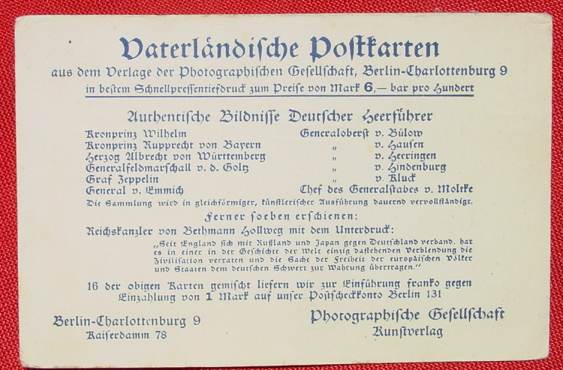 Vaterländische Postkarten
aus dem Verlage der Photographischen Gesellschaft, Berlin-Charlottenburg 9
in bestem Schnellpressentiefdruck zum Preise von Mark 6,— bar pro Hundert
Authentische Bildnisse Deutscher Heerführer
Kronprinz Wilhelm Generaloberst v. Bülow
Kronprinz Rupprecht von Bayern „ v. Hausen
Herzog Albrecht von Württemberg „ v. Heeringen
Generalfeldmarschall v. d. Goltz „ v. Hindenburg
Graf Zeppelin „ v. Kluck
General v. Emmich Chef des Generalstabes v. Moltke
Die Sammlung wird in gleichförmiger, künstlerischer Ausführung dauernd vervollständigt.
Ferner soeben erschienen:
Reichskanzler von Bethmann Hollweg mit dem Unterdruck:
„Seit England sich mit Rußland und Japan gegen Deutschland verband, hat
es in einer in der Geschichte der Welt einzig dastehenden Verblendung die
Zivilisation verraten und die Sache der Freiheit der europäischen Völker
und Staaten dem deutschen Schwert zur Wahrung übertragen."
16 der obigen Karten gemischt liefern wir zur Einführung franko gegen
Einzahlung von 1 Mark auf unser Postscheckkonto Berlin 131
Berlin-Charlottenburg 9 Photographische Gesellschaft
Kaiserdamm 78 Kunstverlag